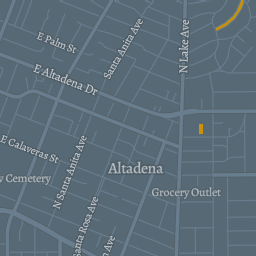 E Palm St
Santa Anita Ave
N Lake Ave
E Altadena Dr
E Calaveras St
Altadena
Cemetery
N Santa Anita Ave
Grocery Outlet
Santa Rosa Ave
Ave